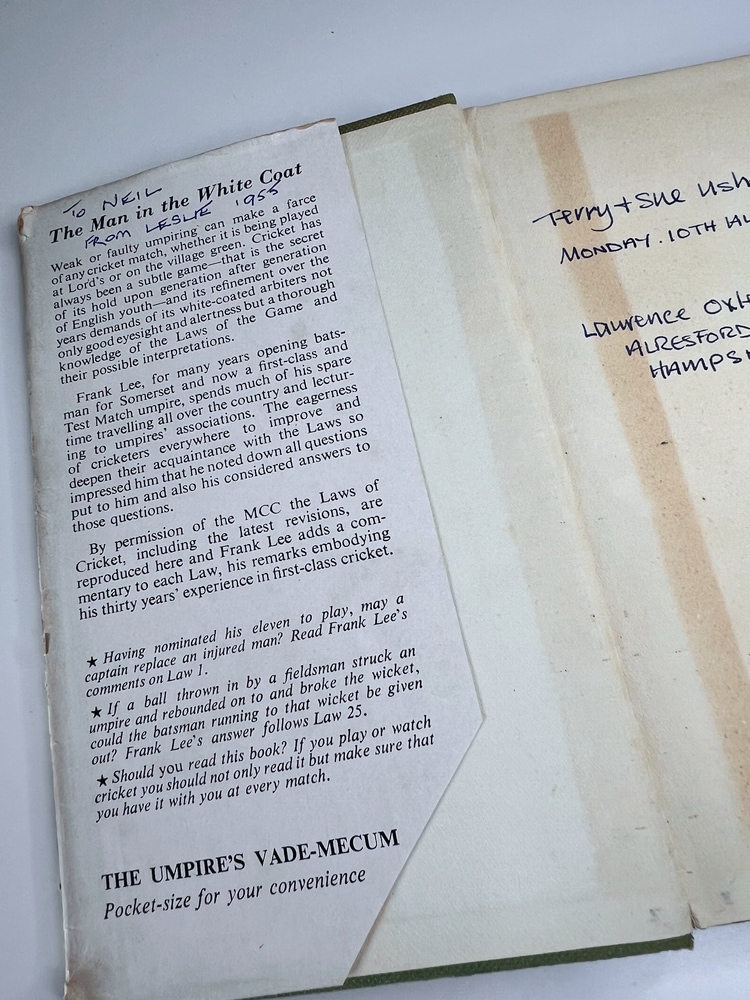 TO NEIL
The Man in the White Coat
FROM LESLIE 1955
Weak or faulty umpiring can make a farce
of any cricket match, whether it is being played
at Lord's or on the village green. Cricket has
always been a subtle game—that is the secret
of its hold upon generation after generation
of English youth—and its refinement over the
years demands of its white-coated arbiters not
only good eyesight and alertness but a thorough
knowledge of the Laws of the Game and
their possible interpretations.
Frank Lee, for many years opening bats-
man for Somerset and now a first-class and
Test Match umpire, spends much of his spare
time travelling all over the country and lectur-
ing to umpires' associations. The eagerness
of cricketers everywhere to improve and
deepen their acquaintance with the Laws so
impressed him that he noted down all questions
put to him and also his considered answers to
those questions.
By permission of the MCC the Laws of
Cricket, including the latest revisions, are
reproduced here and Frank Lee adds a com-
mentary to each Law, his remarks embodying
his thirty years' experience in first-class cricket.
★ Having nominated his eleven to play, may a
captain replace an injured man? Read Frank Lee's
comments on Law 1.
★ If a ball thrown in by a fieldsman struck an
umpire and rebounded on to and broke the wicket,
could the batsman running to that wicket be given
out? Frank Lee's answer follows Law 25.
★ Should you read this book? If you play or watch
cricket you should not only read it but make sure that
you have it with you at every match.
THE UMPIRE'S VADE-MECUM
Pocket-size for your convenience
Terry + Sue Ush
MONDAY. 10TH AU
Laurence Oxle
ALRESFORD
HAMPSH